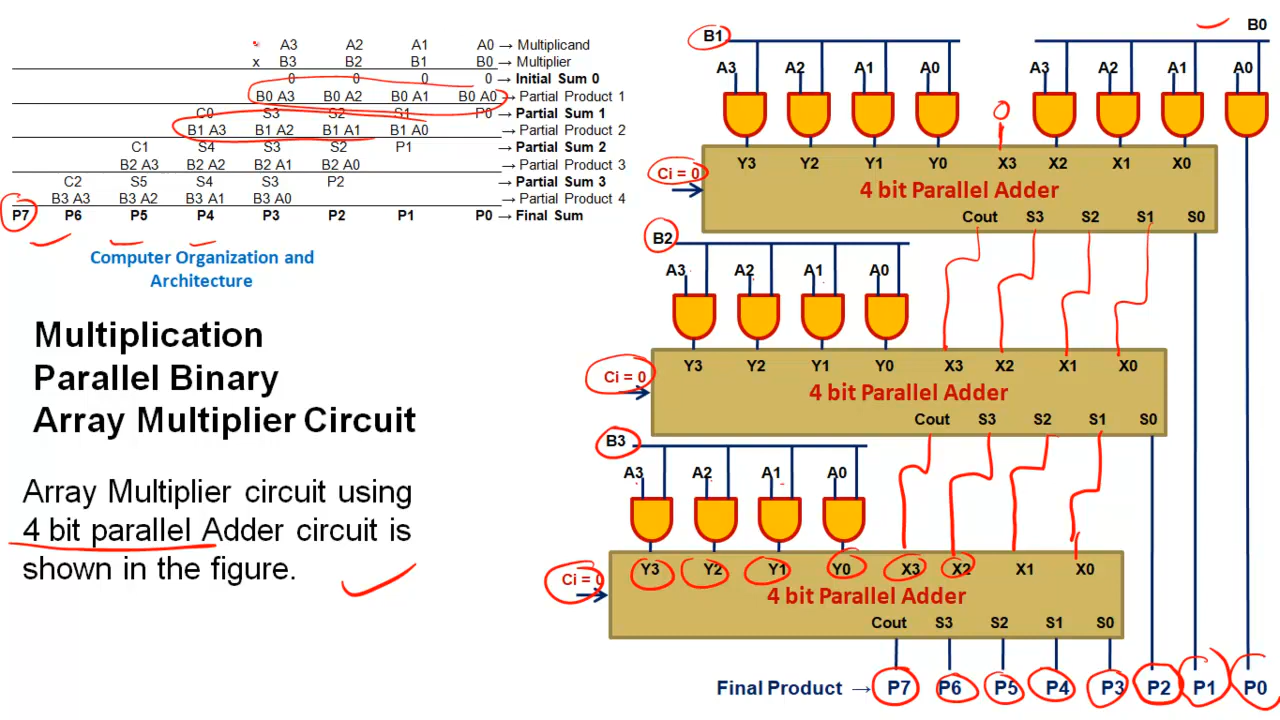 A3 A2 A1 A0 → Multiplicand
x B3 B2 B1 B0 → Multiplier
0 0 0 0 → Initial Sum 0
B0 A3 B0 A2 B0 A1 B0 A0 → Partial Product 1
C0 S3 S2 S1 P0 → Partial Sum 1
B1 A3 B1 A2 B1 A1 B1 A0 → Partial Product 2
C1 S4 S3 S2 P1 → Partial Sum 2
B2 A3 B2 A2 B2 A1 B2 A0 → Partial Product 3
C2 S5 S4 S3 P2 → Partial Sum 3
B3 A3 B3 A2 B3 A1 B3 A0 → Partial Product 4
P7 P6 P5 P4 P3 P2 P1 P0 → Final Sum
Computer Organization and
Architecture
Multiplication
Parallel Binary
Array Multiplier Circuit
Array Multiplier circuit using
4 bit parallel Adder circuit is
shown in the figure.
B1 B0
A3 A2 A1 A0 A3 A2 A1 A0
0
Y3 Y2 Y1 Y0 X3 X2 X1 X0
Ci = 0
4 bit Parallel Adder
Cout S3 S2 S1 S0
B2
A3 A2 A1 A0
Y3 Y2 Y1 Y0 X3 X2 X1 X0
Ci = 0
4 bit Parallel Adder
Cout S3 S2 S1 S0
B3
A3 A2 A1 A0
Y3 Y2 Y1 Y0 X3 X2 X1 X0
Ci = 0
4 bit Parallel Adder
Cout S3 S2 S1 S0
Final Product → P7 P6 P5 P4 P3 P2 P1 P0